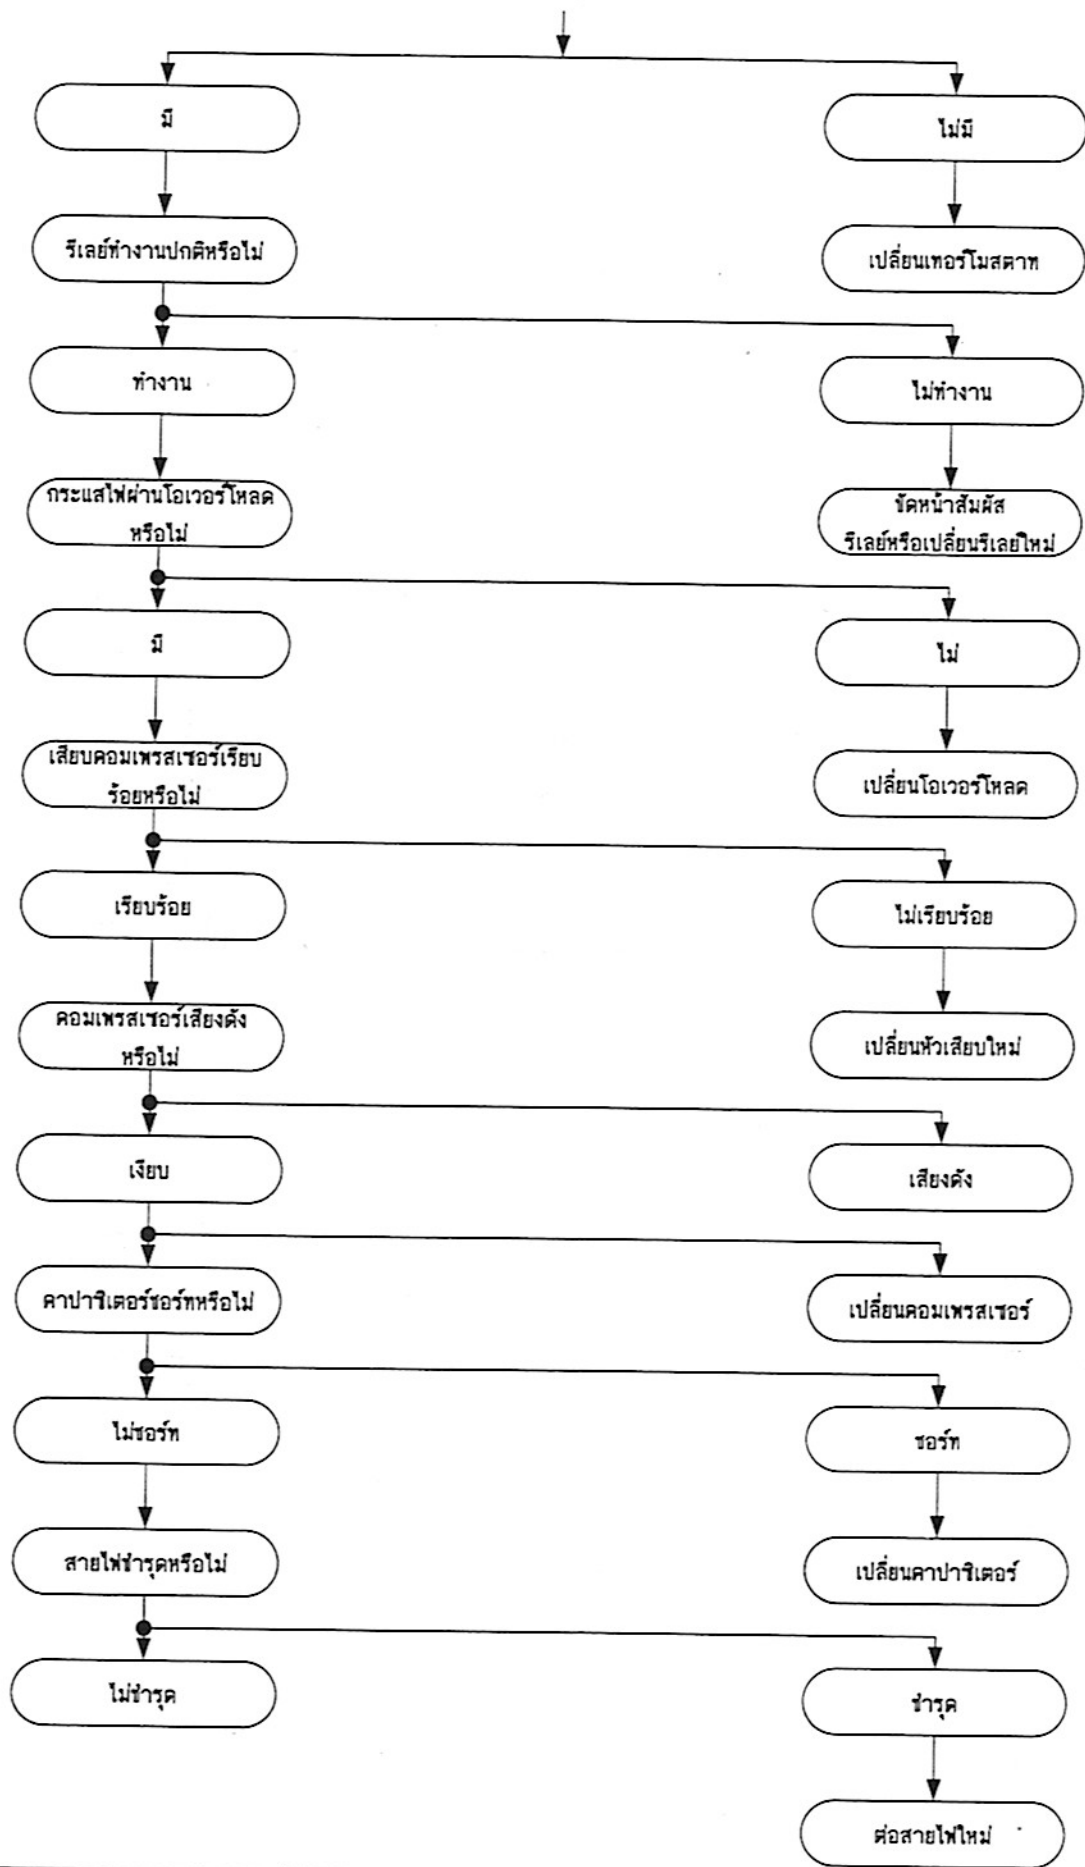 มี
ไม่มี
รีเลย์ทำงานปกติหรือไม่
เปลี่ยนเทอร์โมสตาท
ทำงาน
ไม่ทำงาน
กระแสไฟผ่านโอเวอร์โหลด
หรือไม่
ขัดหน้าสัมผัส
รีเลย์หรือเปลี่ยนรีเลย์ใหม่
มี
ไม่
เสียบคอมเพรสเซอร์เรียบ
ร้อยหรือไม่
เปลี่ยนโอเวอร์โหลด
เรียบร้อย
ไม่เรียบร้อย
คอมเพรสเซอร์เสียงดัง
หรือไม่
เปลี่ยนหัวเสียบใหม่
เงียบ
เสียงดัง
คาปาซิเตอร์ชอร์ทหรือไม่
เปลี่ยนคอมเพรสเซอร์
ไม่ชอร์ท
ชอร์ท
สายไฟชำรุดหรือไม่
เปลี่ยนคาปาซิเตอร์
ไม่ชำรุด
ชำรุด
ต่อสายไฟใหม่